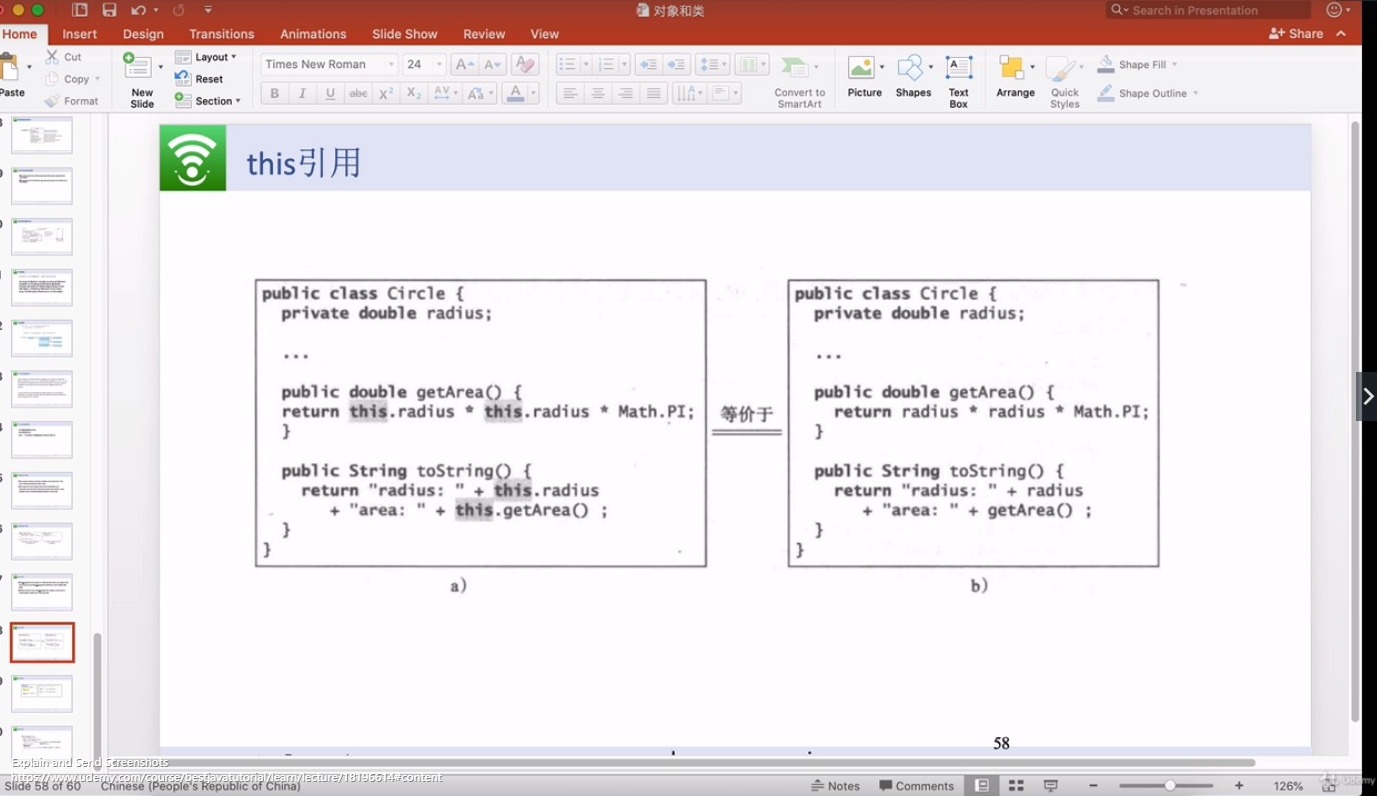 对象和类
Search in Presentation
Home Insert Design Transitions Animations Slide Show Review View
Share
Paste
Cut
Copy
Format
New Slide
Layout
Reset
Section
Times New Roman
24
B I U abc X² X₂ AV Aa A
Convert to SmartArt
Picture
Shapes
Text Box
Arrange
Quick Styles
Shape Fill
Shape Outline
this引用
public class Circle {
private double radius;
...
public double getArea() {
return this.radius * this.radius * Math.PI;
}
public String toString() {
return "radius: " + this.radius
+ "area: " + this.getArea() ;
}
}
a)
等价于
public class Circle {
private double radius;
...
public double getArea() {
return radius * radius * Math.PI;
}
public String toString() {
return "radius: " + radius
+ "area: " + getArea() ;
}
}
b)
58
Explain and Send Screenshots
https://www.udemy.com/course/bestjavatutorial/learn/lecture/18196614#content
Slide 58 of 60
Chinese (People's Republic of China)
Notes
Comments
126%
Udemy